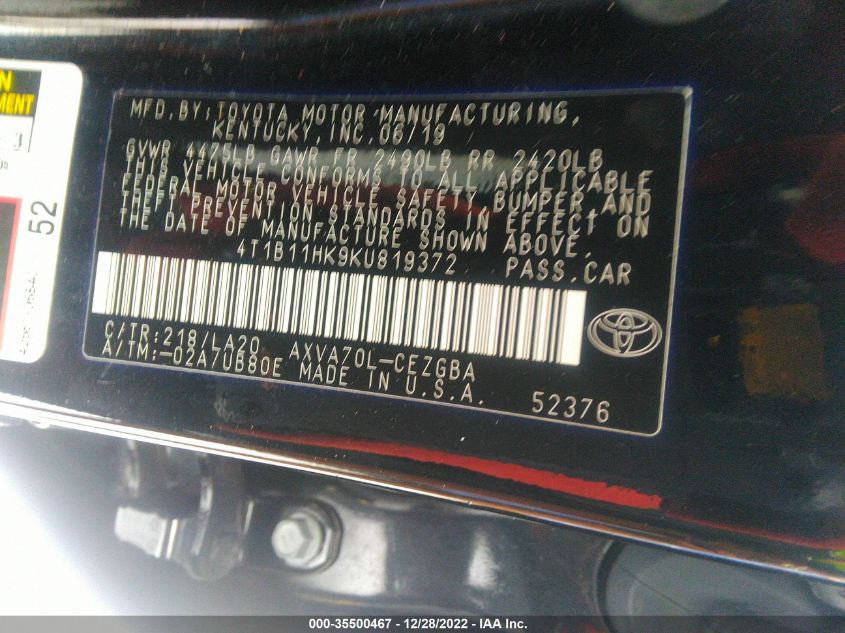 MFD. BY: TOYOTA MOTOR MANUFACTURING,
KENTUCKY, INC. 06/19
GVWR 4475LB GAWR FR 2490LB RR 2420LB
THIS VEHICLE CONFORMS TO ALL APPLICABLE
FEDERAL MOTOR VEHICLE SAFETY BUMPER AND
THEFT PREVENTION STANDARDS IN EFFECT ON
THE DATE OF MANUFACTURE SHOWN ABOVE.
4T1B11HK9KU819372 PASS.CAR
C/TR:218/LA20 AXVA70L-CEZGBA
A/TM:-02A7UB80E MADE IN U.S.A.
52376
52
MENT
000-35500467 - 12/28/2022 - IAA Inc.